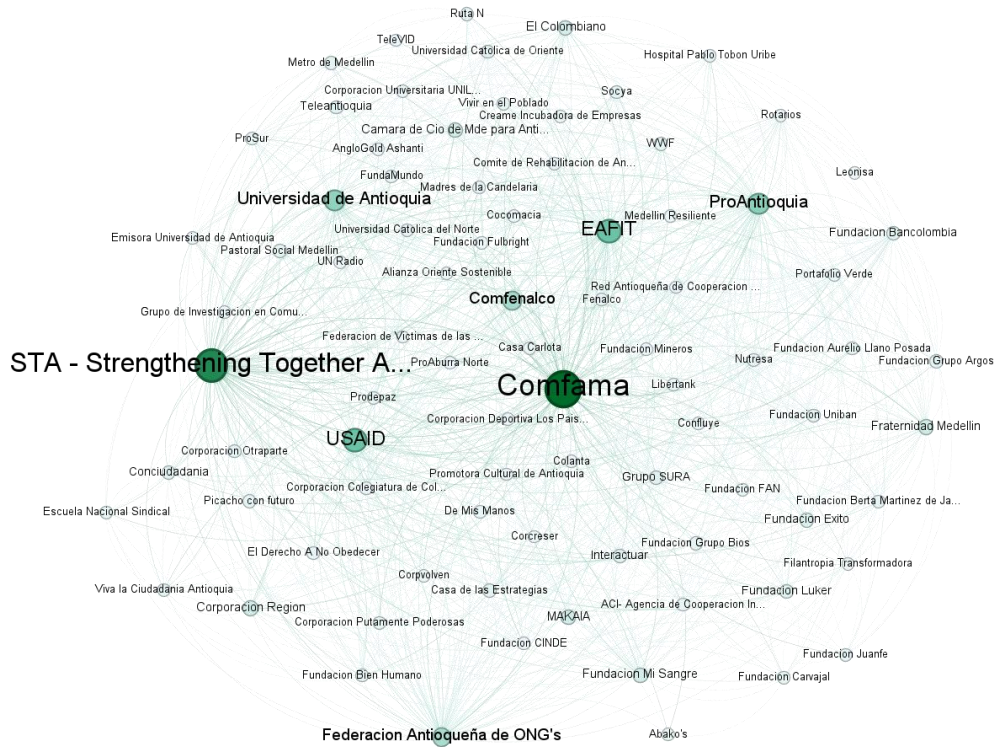 Ruta N
El Colombiano
TeleVID
Universidad Catolica de Oriente
Hospital Pablo Tobon Uribe
Metro de Medellin
Corporacion Universitaria UNIL...
Socya
Teleantioquia
Vivir en el Poblado
Creame Incubadora de Empresas
Rotarios
Camara de Cio de Mde para Anti...
ProSur
WWF
AngloGold Ashanti
Comite de Rehabilitacion de An...
Leonisa
FundaMundo
Madres de la Candelaria
Universidad de Antioquia
ProAntioquia
Cocomacia
Medellin Resiliente
EAFIT
Universidad Catolica del Norte
Fundacion Bancolombia
Emisora Universidad de Antioquia
Fundacion Fulbright
Pastoral Social Medellin
UN Radio
Alianza Oriente Sostenible
Portafolio Verde
Red Antioqueña de Cooperacion ...
Comfenalco
Fenalco
Grupo de Investigacion en Comu...
Federacion de Victimas de las ...
Casa Carlota
Fundacion Mineros
Fundacion Aurelio Llano Posada
STA - Strengthening Together A...
ProAburra Norte
Nutresa
Fundacion Grupo Argos
Comfama
Libertank
Prodepaz
Corporacion Deportiva Los Pais...
Confluye
Fundacion Uniban
Fraternidad Medellin
USAID
Corporacion Otraparte
Colanta
Conciudadania
Promotora Cultural de Antioquia
Grupo SURA
Corporacion Colegiatura de Col...
Fundacion FAN
Picacho con futuro
Fundacion Berta Martinez de Ja...
Escuela Nacional Sindical
De Mis Manos
Fundacion Exito
Corcreser
Fundacion Grupo Bios
El Derecho A No Obedecer
Interactuar
Filantropia Transformadora
Corpvolven
Viva la Ciudadania Antioquia
Casa de las Estrategias
Fundacion Luker
Corporacion Region
ACI- Agencia de Cooperacion In...
MAKAIA
Corporacion Putamente Poderosas
Fundacion CINDE
Fundacion Juanfe
Fundacion Bien Humano
Fundacion Mi Sangre
Fundacion Carvajal
Federacion Antioqueña de ONG's
Abako's